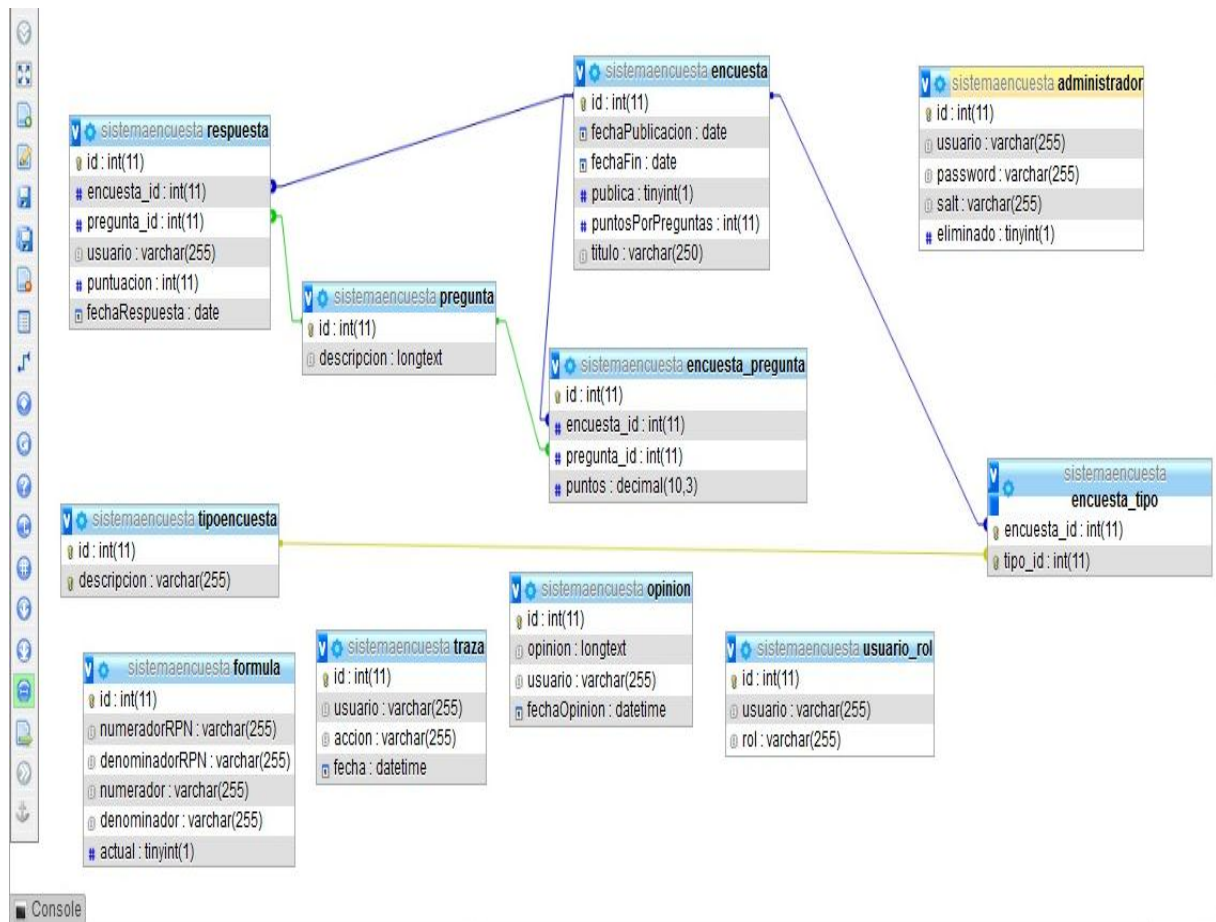 sistemaencuesta respuesta
id : int(11)
encuesta_id : int(11)
pregunta_id : int(11)
usuario : varchar(255)
puntuacion : int(11)
fechaRespuesta : date
sistemaencuesta encuesta
id : int(11)
fechaPublicacion : date
fechaFin : date
publica : tinyint(1)
puntosPorPreguntas : int(11)
titulo : varchar(250)
sistemaencuesta administrador
id : int(11)
usuario : varchar(255)
password : varchar(255)
salt : varchar(255)
eliminado : tinyint(1)
sistemaencuesta pregunta
id : int(11)
descripcion : longtext
sistemaencuesta encuesta_pregunta
id : int(11)
encuesta_id : int(11)
pregunta_id : int(11)
puntos : decimal(10,3)
sistemaencuesta
encuesta_tipo
encuesta_id : int(11)
tipo_id : int(11)
sistemaencuesta tipoencuesta
id : int(11)
descripcion : varchar(255)
sistemaencuesta opinion
id : int(11)
opinion : longtext
usuario : varchar(255)
fechaOpinion : datetime
sistemaencuesta formula
id : int(11)
numeradorRPN : varchar(255)
denominadorRPN : varchar(255)
numerador : varchar(255)
denominador : varchar(255)
actual : tinyint(1)
sistemaencuesta traza
id : int(11)
usuario : varchar(255)
accion : varchar(255)
fecha : datetime
sistemaencuesta usuario_rol
id : int(11)
usuario : varchar(255)
rol : varchar(255)
Console